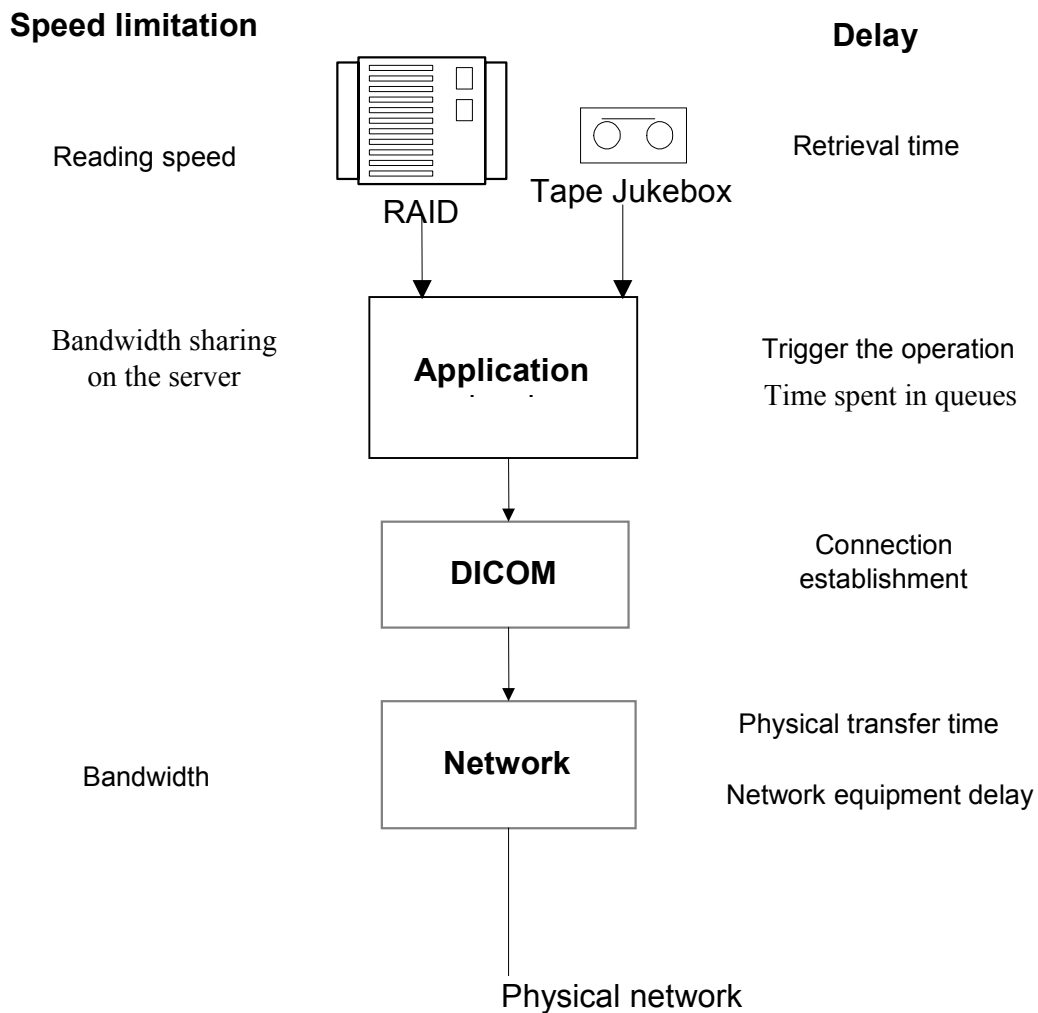 Speed limitation
Delay
Reading speed
RAID
Tape Jukebox
Retrieval time
Bandwidth sharing
on the server
Application
Trigger the operation
Time spent in queues
DICOM
Connection
establishment
Network
Bandwidth
Physical transfer time
Network equipment delay
Physical network